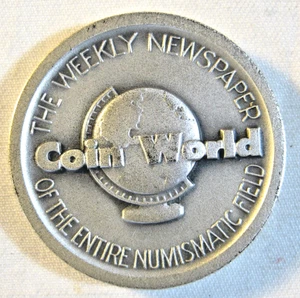 THE WEEKLY NEWSPAPER
Coin World
OF THE ENTIRE NUMISMATIC FIELD